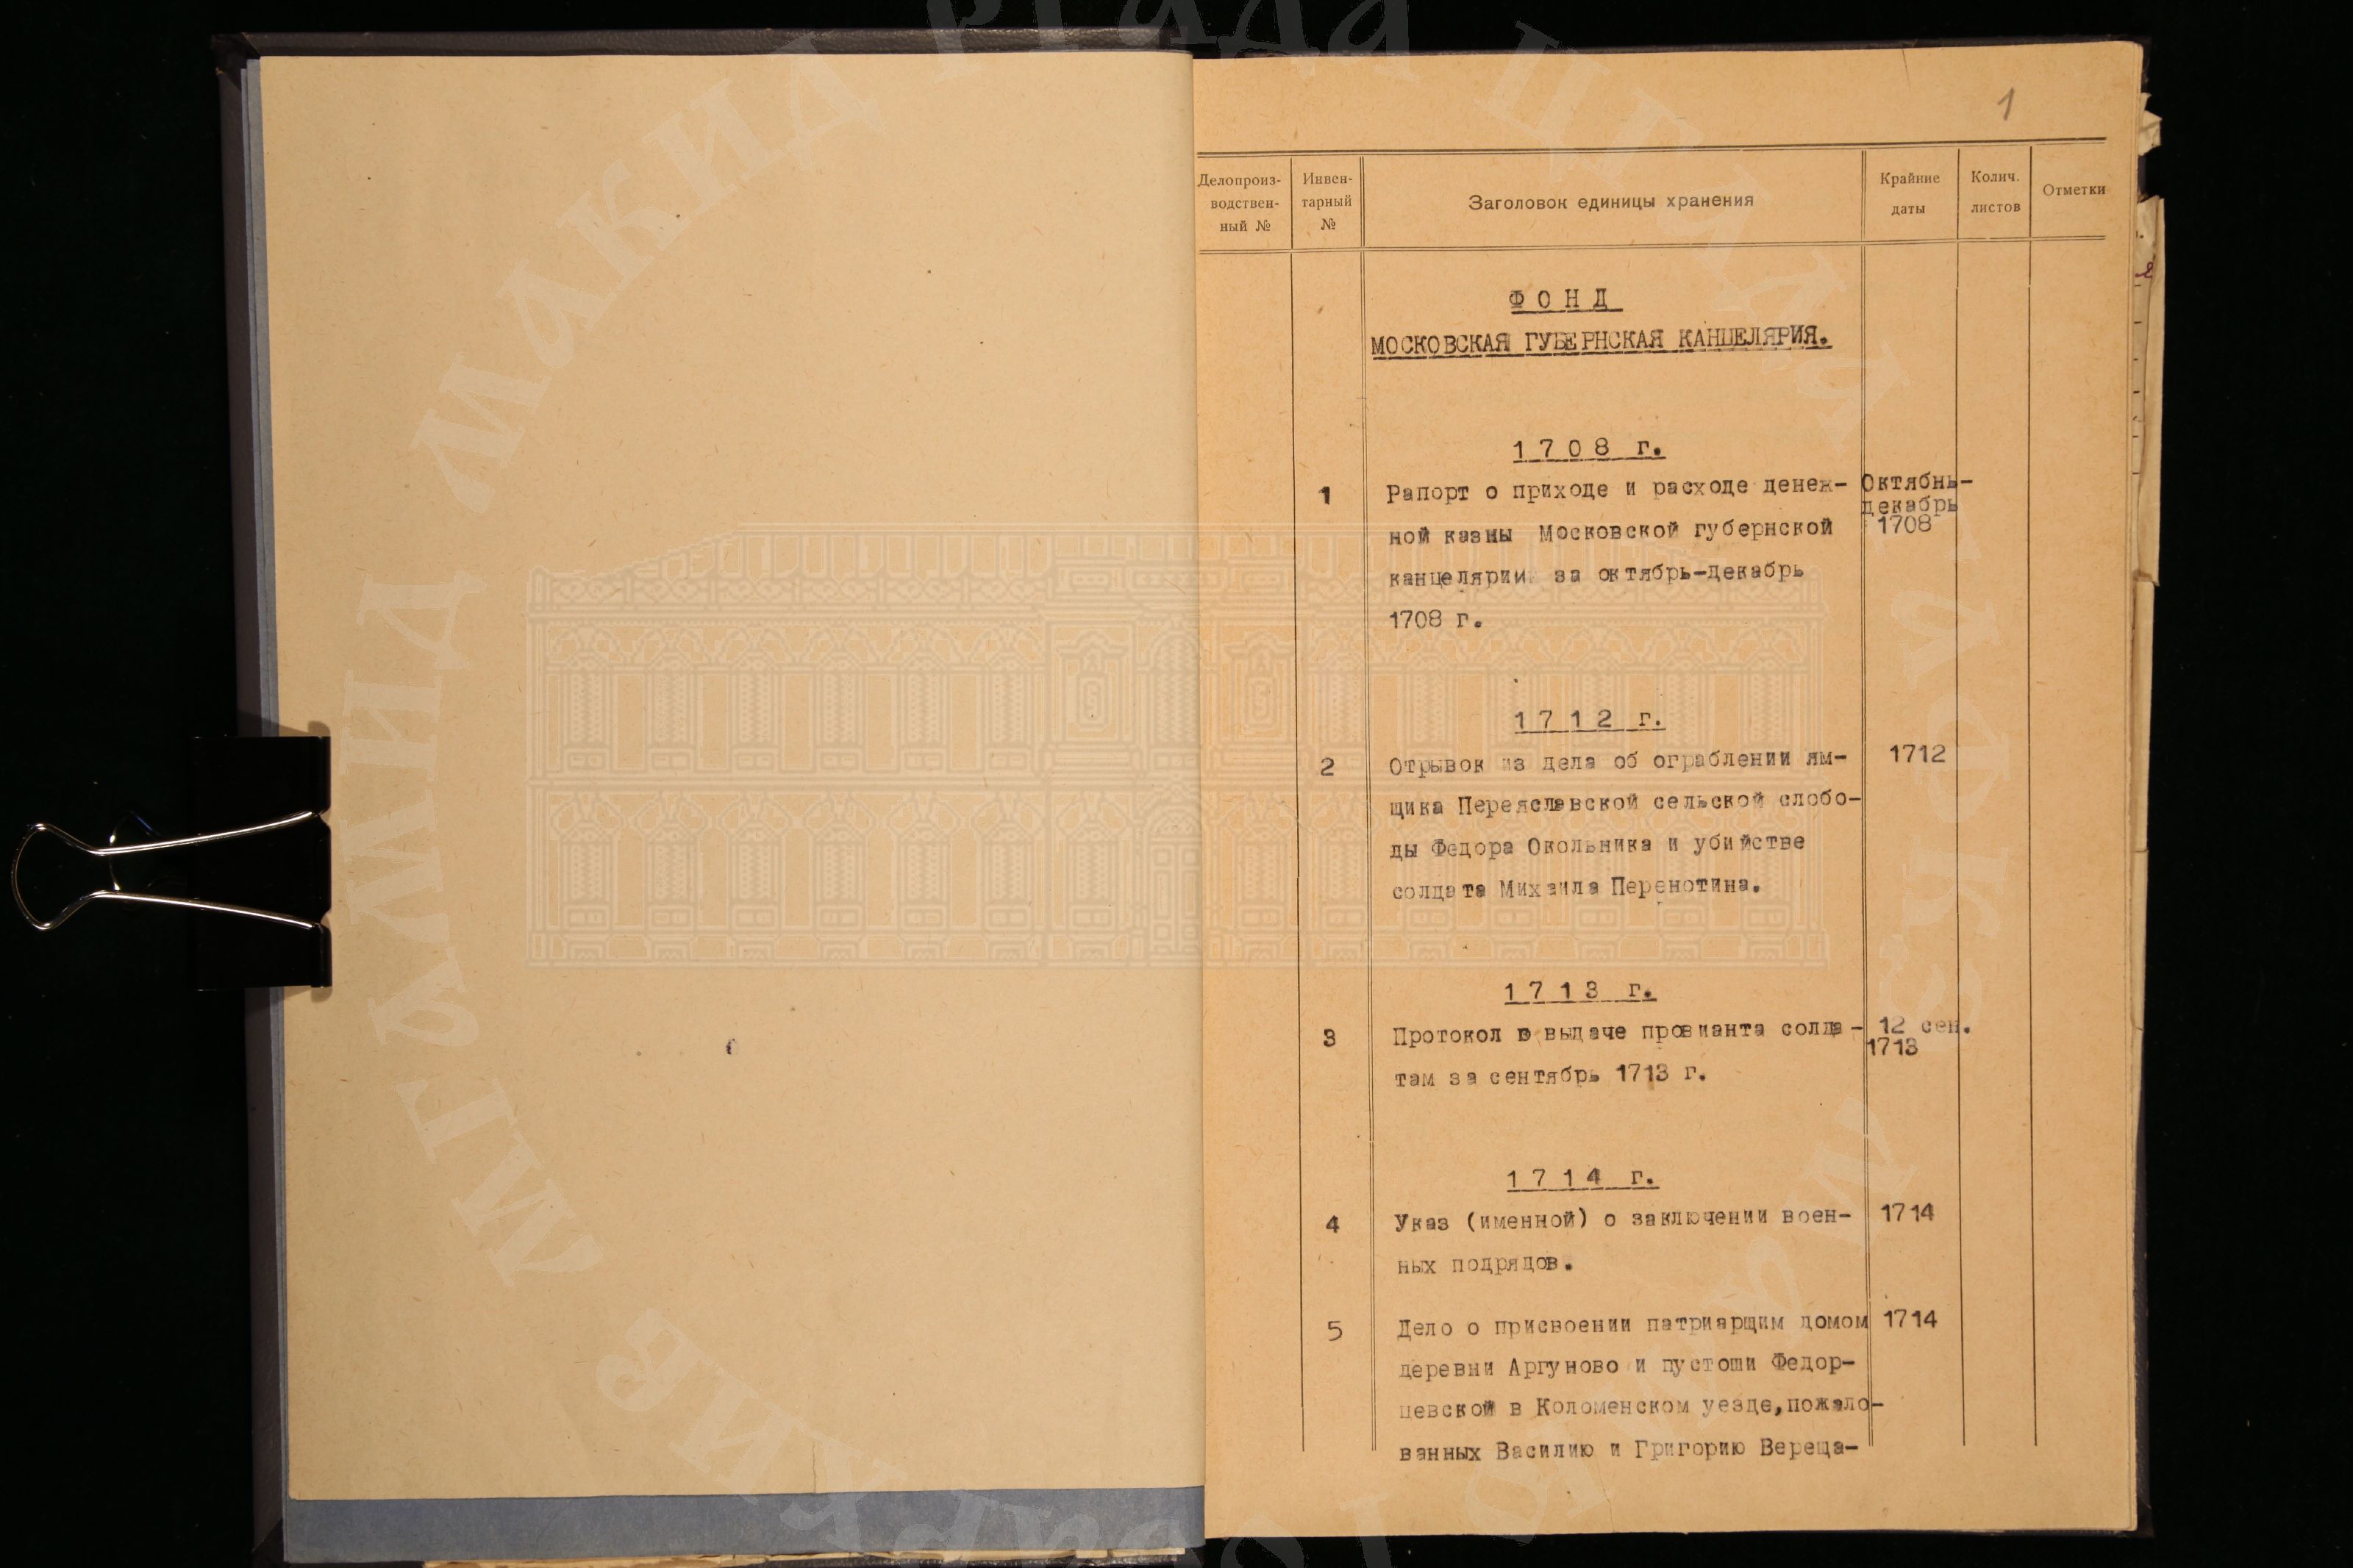 1
Делопроиз-
водствен-
ный №
Инвен-
тарный
№
Заголовок единицы хранения
Крайние
даты
Колич.
листов
Отметки
ФОНД
МОСКОВСКАЯ ГУБЕРНСКАЯ КАНЦЕЛЯРИЯ.
1708 г.
1 Рапорт о приходе и расходе денеж- Октябнь-
декабрь
ной казны Московской губернской 1708
канцелярии за октябрь-декабрь
1708 г.
1712 г.
2 Отрывок из дела об ограблении ям- 1712
щика Переяславской сельской слобо-
ды Федора Окольника и убийстве
солдата Михаила Перенотина.
1713 г.
3 Протокол о выдаче провианта солда- 12 сен.
1713
там за сентябрь 1713 г.
1714 г.
4 Указ (именной) о заключении воен- 1714
ных подрядов.
5 Дело о присвоении патриарщим домом 1714
деревни Аргуново и пустоши Федор-
цевской в Коломенском уезде,пожало-
ванных Василию и Григорию Вереща-